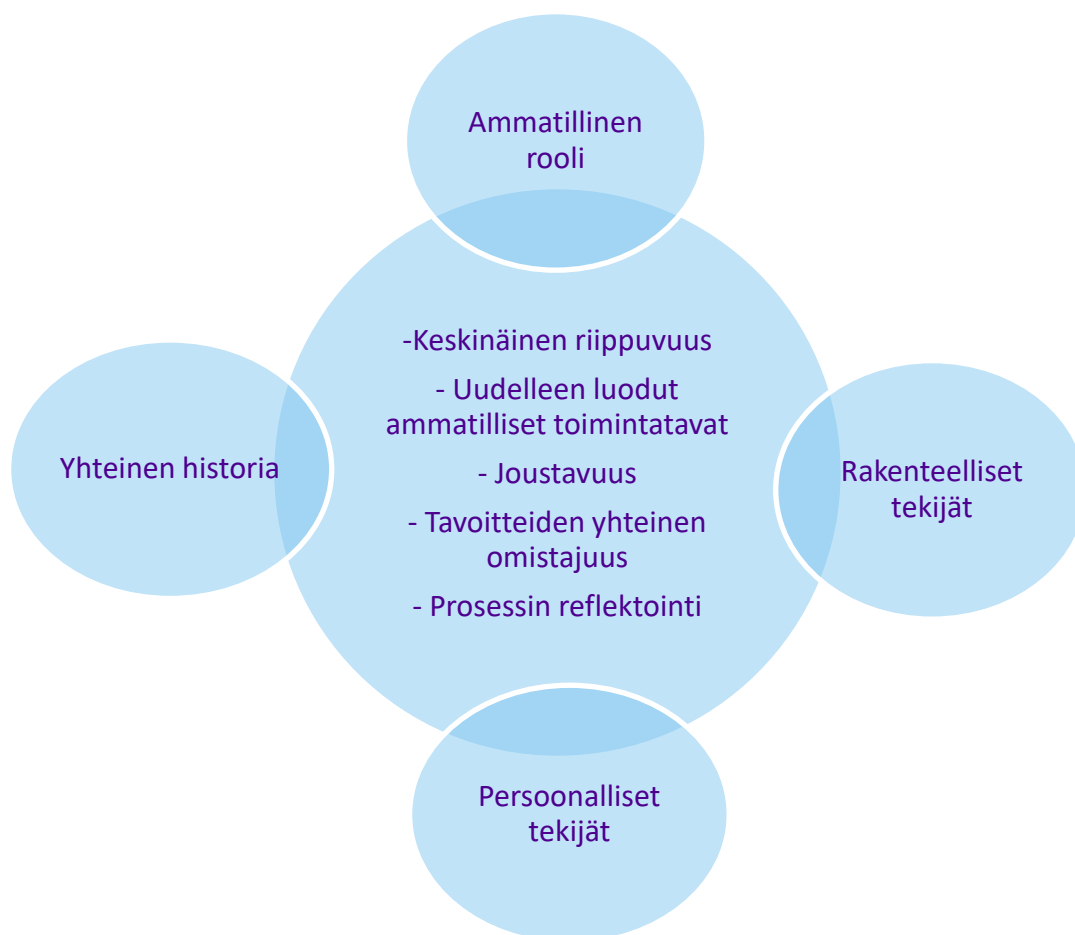 Ammatillinen
rooli
-Keskinäinen riippuvuus
- Uudelleen luodut
ammatilliset toimintatavat
- Joustavuus
- Tavoitteiden yhteinen
omistajuus
- Prosessin reflektointi
Yhteinen historia
Rakenteelliset
tekijät
Persoonalliset
tekijät